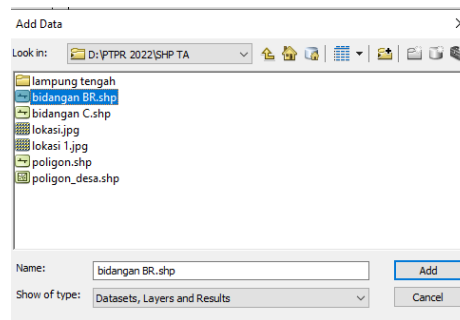 Add Data
Look in: D:\PTPR 2022\SHP TA
lampung tengah
bidangan BR.shp
bidangan C.shp
lokasi.jpg
lokasi 1.jpg
poligon.shp
poligon_desa.shp
Name: bidangan BR.shp Add
Show of type: Datasets, Layers and Results Cancel